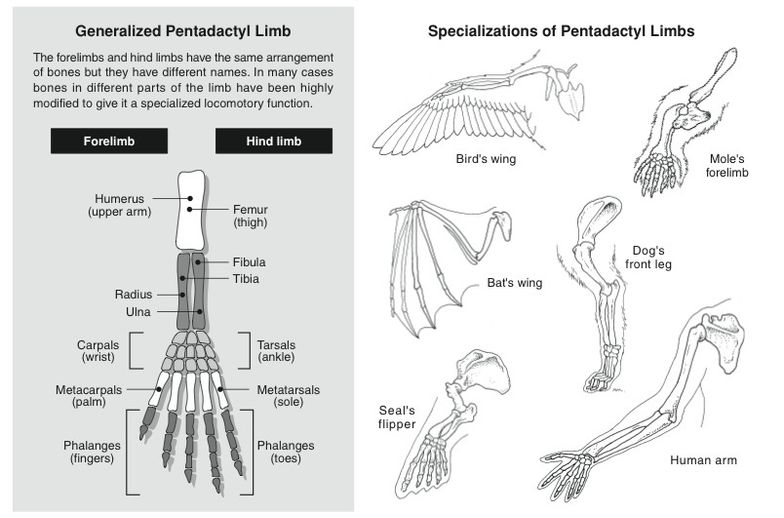 Generalized Pentadactyl Limb
The forelimbs and hind limbs have the same arrangement
of bones but they have different names. In many cases
bones in different parts of the limb have been highly
modified to give it a specialized locomotory function.
Forelimb
Hind limb
Humerus
(upper arm)
Femur
(thigh)
Fibula
Tibia
Radius
Ulna
Carpals
(wrist)
Tarsals
(ankle)
Metacarpals
(palm)
Metatarsals
(sole)
Phalanges
(fingers)
Phalanges
(toes)
Specializations of Pentadactyl Limbs
Bird's wing
Mole's
forelimb
Bat's wing
Dog's
front leg
Seal's
flipper
Human arm